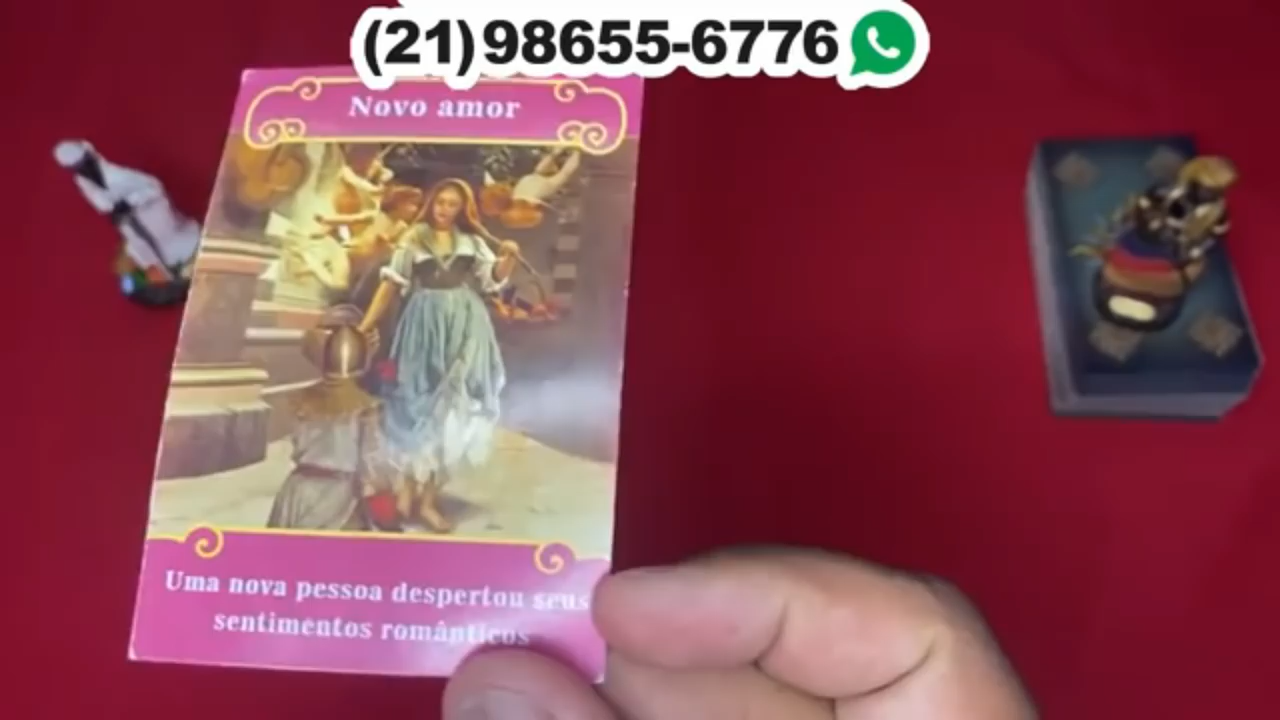 (21)98655-6776
Novo amor
Uma nova pessoa despertou seus
sentimentos românticos